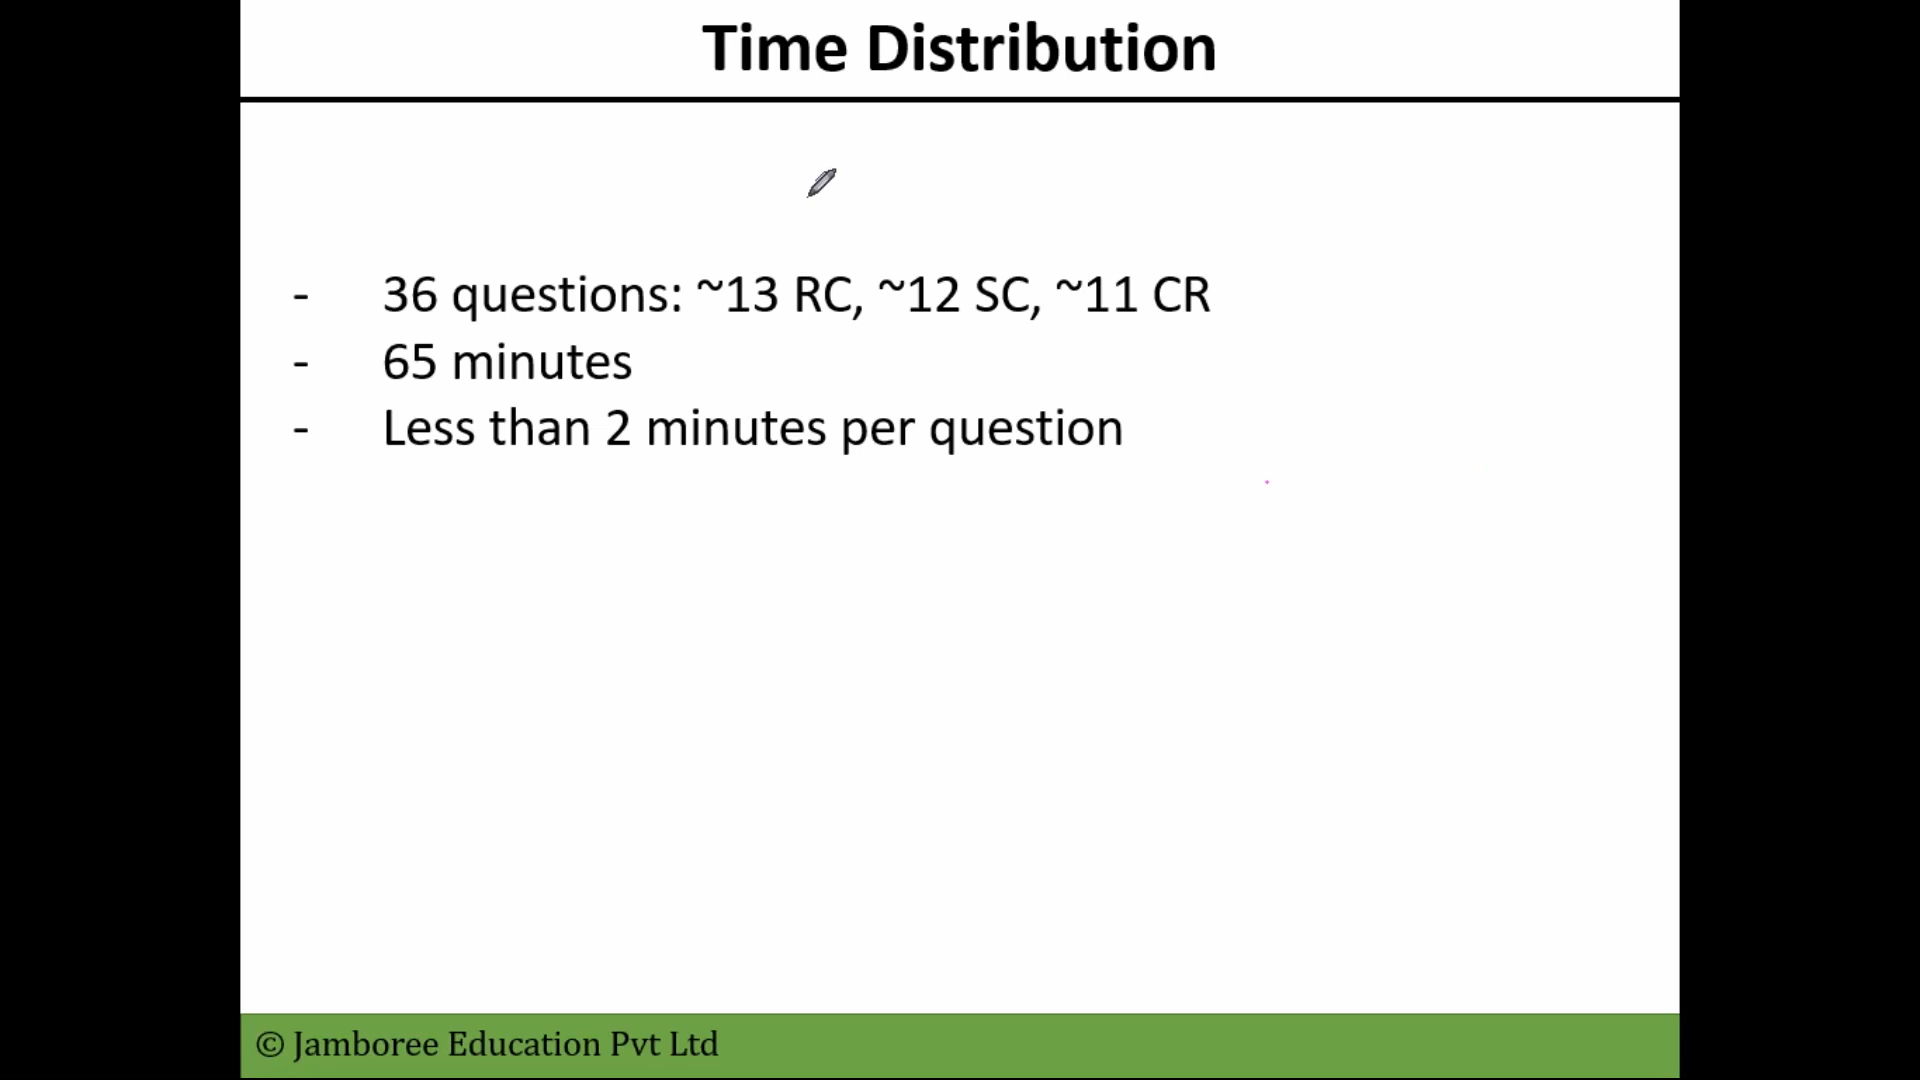 Time Distribution
- 36 questions: ~13 RC, ~12 SC, ~11 CR
- 65 minutes
- Less than 2 minutes per question
© Jamboree Education Pvt Ltd